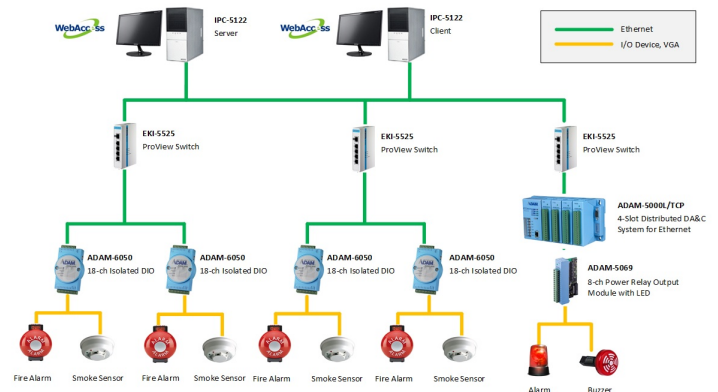 WebAccess
IPC-5122
Server
WebAccess
IPC-5122
Client
Ethernet
I/O Device, VGA
EKI-5525
ProView Switch
EKI-5525
ProView Switch
EKI-5525
ProView Switch
ADAM-5000L/TCP
4-Slot Distributed DA&C
System for Ethernet
ADAM-6050
18-ch Isolated DIO
ADAM-6050
18-ch Isolated DIO
ADAM-6050
18-ch Isolated DIO
ADAM-6050
18-ch Isolated DIO
ADAM-5069
8-ch Power Relay Output
Module with LED
Fire Alarm
Smoke Sensor
Fire Alarm
Smoke Sensor
Fire Alarm
Smoke Sensor
Fire Alarm
Smoke Sensor
Alarm
Buzzer